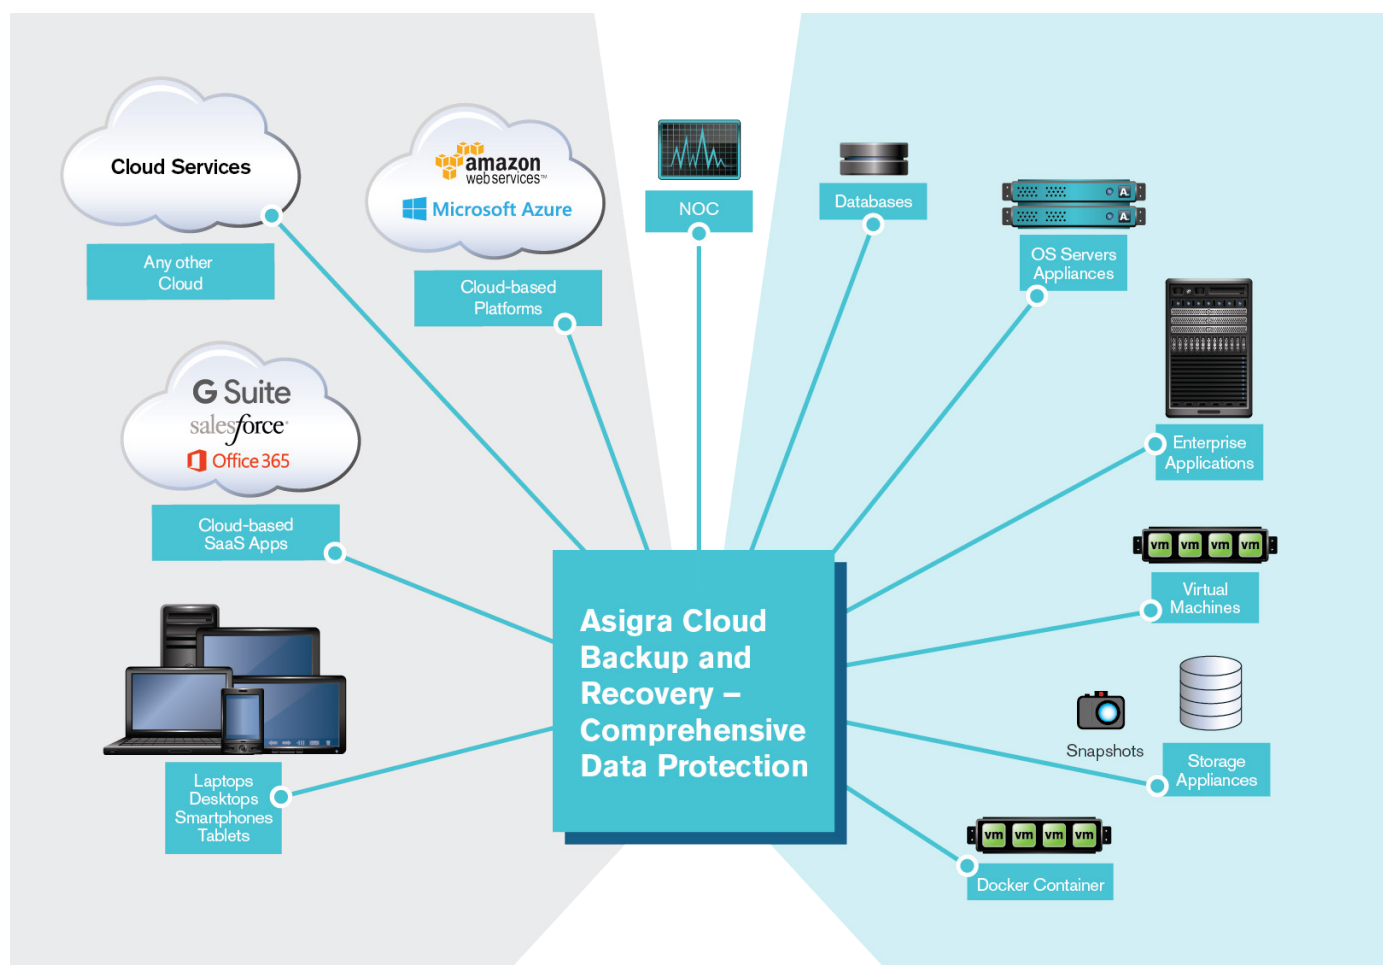 Cloud Services
Any other
Cloud
amazon
webservices™
Microsoft Azure
Cloud-based
Platforms
G Suite
salesforce
Office 365
Cloud-based
SaaS Apps
Laptops
Desktops
Smartphones
Tablets
NOC
Asigra Cloud
Backup and
Recovery –
Comprehensive
Data Protection
Databases
A
A
OS Servers
Appliances
Enterprise
Applications
vm vm vm vm
Virtual
Machines
Snapshots
Storage
Appliances
vm vm vm vm
Docker Container